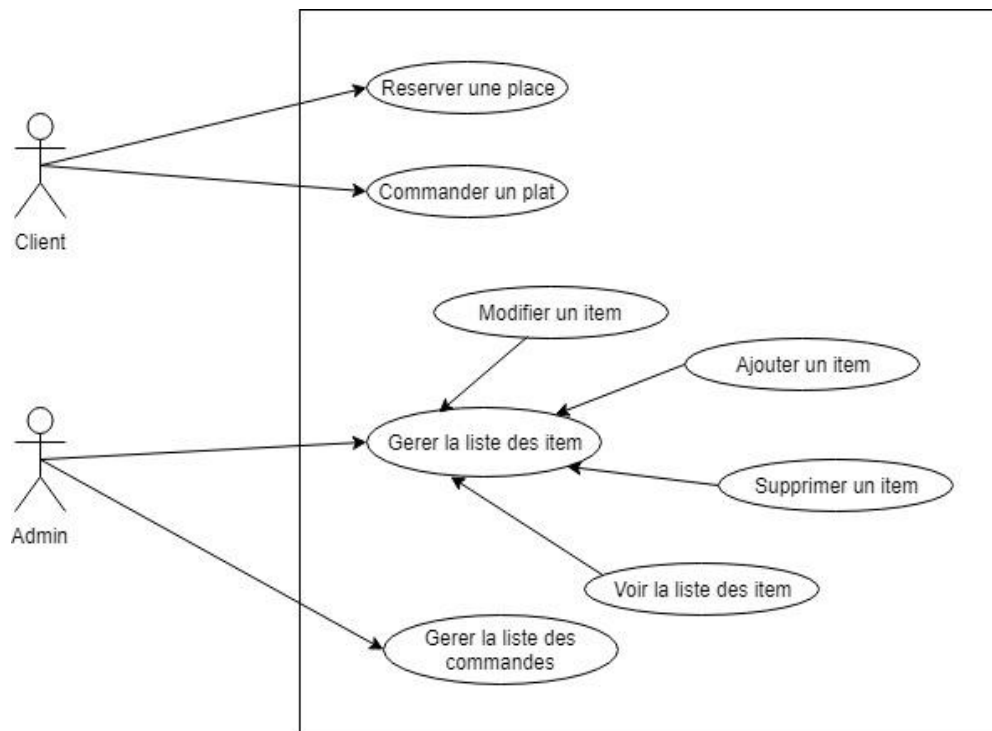 Reserver une place
Commander un plat
Client
Modifier un item
Ajouter un item
Gerer la liste des item
Supprimer un item
Admin
Voir la liste des item
Gerer la liste des
commandes